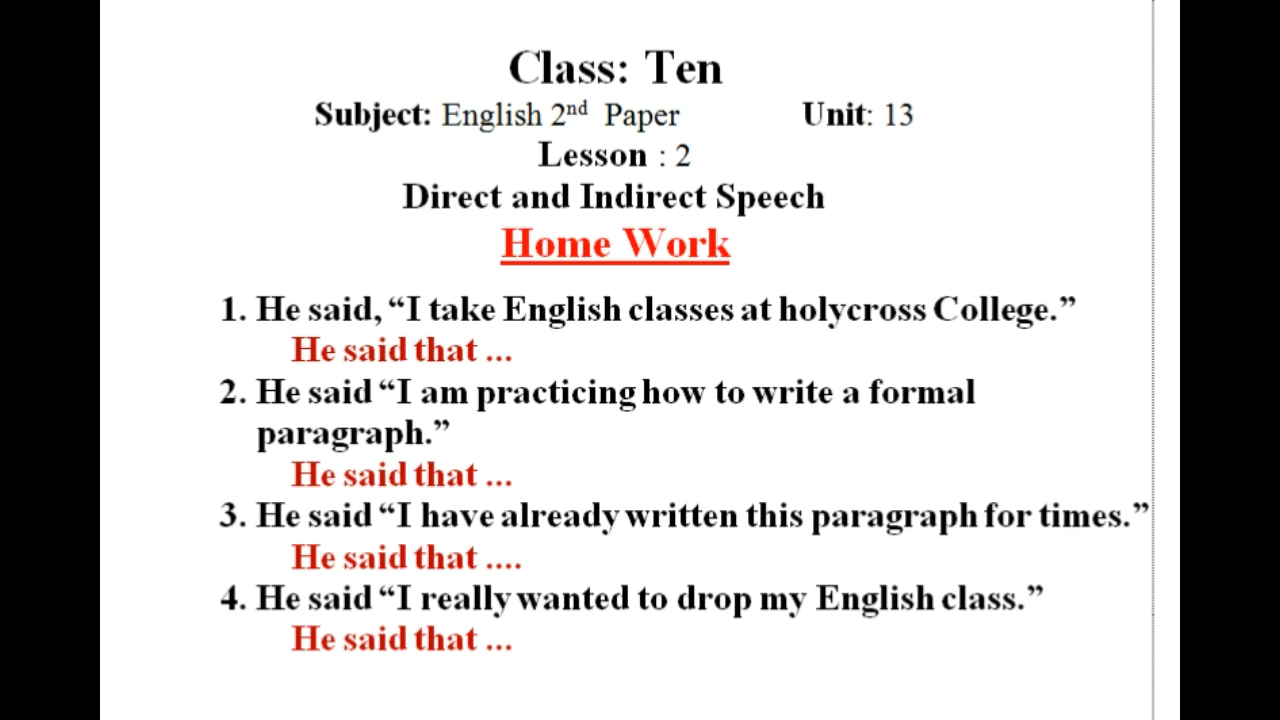 Class: Ten
Subject: English 2nd Paper Unit: 13
Lesson : 2
Direct and Indirect Speech
Home Work
1. He said, “I take English classes at holycross College.”
He said that ...
2. He said “I am practicing how to write a formal
paragraph.”
He said that ...
3. He said “I have already written this paragraph for times.”
He said that ....
4. He said “I really wanted to drop my English class.”
He said that ...